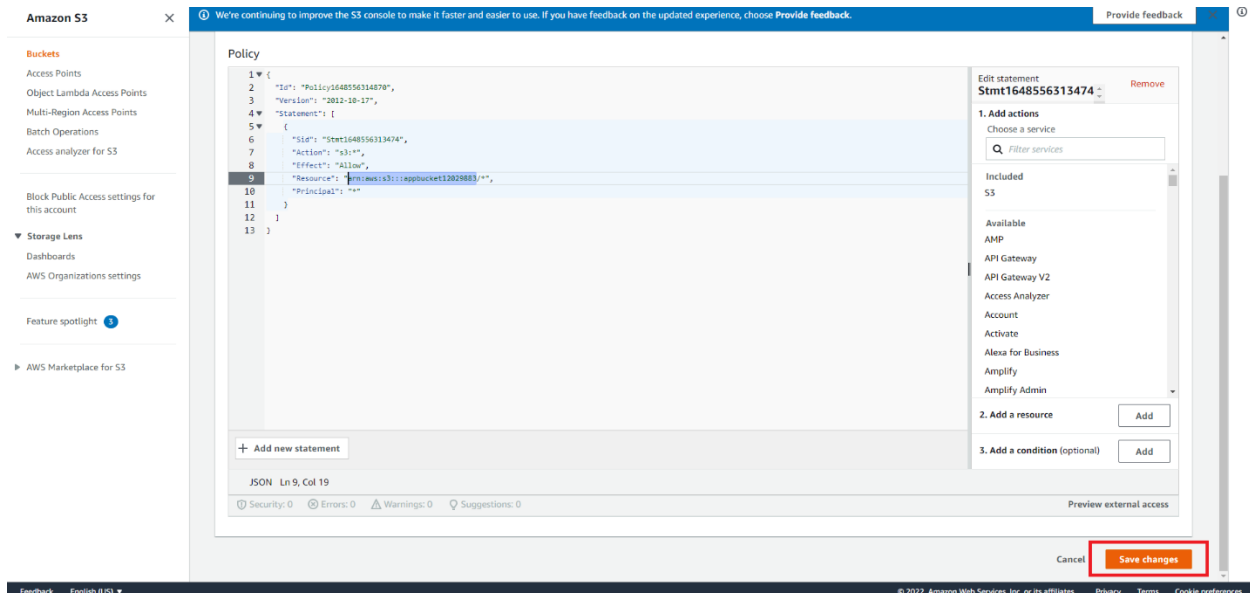 Amazon S3
We're continuing to improve the S3 console to make it faster and easier to use. If you have feedback on the updated experience, choose Provide feedback.
Provide feedback
Buckets
Access Points
Object Lambda Access Points
Multi-Region Access Points
Batch Operations
Access analyzer for S3
Block Public Access settings for
this account
Storage Lens
Dashboards
AWS Organizations settings
Feature spotlight 3
AWS Marketplace for S3
Policy
1 {
2 "Id": "Policy1648556314870",
3 "Version": "2012-10-17",
4 "Statement": [
5 {
6 "Sid": "Stmt1648556313474",
7 "Action": "s3:*",
8 "Effect": "Allow",
9 "Resource": "arn:aws:s3:::appbucket12029883/*",
10 "Principal": "*"
11 }
12 ]
13 }
+ Add new statement
JSON Ln 9, Col 19
Security: 0 Errors: 0 Warnings: 0 Suggestions: 0
Preview external access
Edit statement
Stmt1648556313474
Remove
1. Add actions
Choose a service
Filter services
Included
S3
Available
AMP
API Gateway
API Gateway V2
Access Analyzer
Account
Activate
Alexa for Business
Amplify
Amplify Admin
2. Add a resource
Add
3. Add a condition (optional)
Add
Cancel
Save changes
Feedback English (US)
© 2022, Amazon Web Services, Inc. or its affiliates. Privacy Terms Cookie preferences